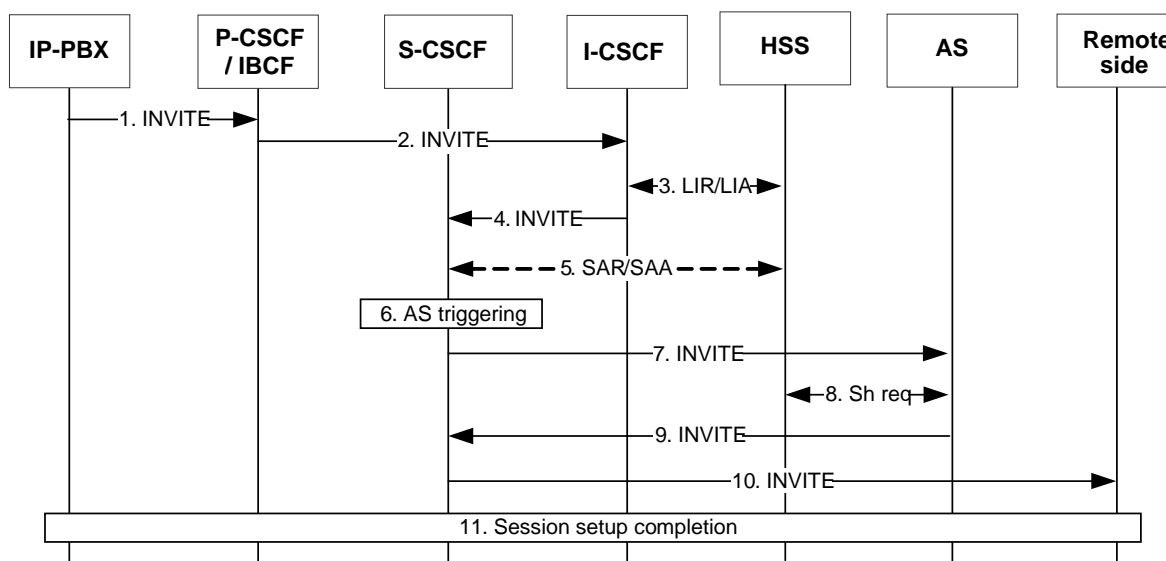 IP-PBX
P-CSCF
/ IBCF
S-CSCF
I-CSCF
HSS
AS
Remote
side
1. INVITE
2. INVITE
3. LIR/LIA
4. INVITE
5. SAR/SAA
6. AS triggering
7. INVITE
8. Sh req
9. INVITE
10. INVITE
11. Session setup completion